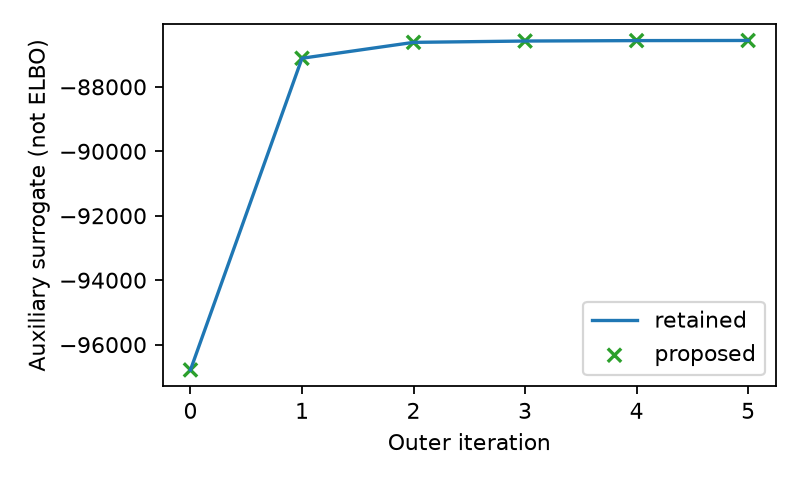 Auxiliary surrogate (not ELBO)
−88000
−90000
−92000
−94000
−96000
0 1 2 3 4 5
Outer iteration
retained
proposed